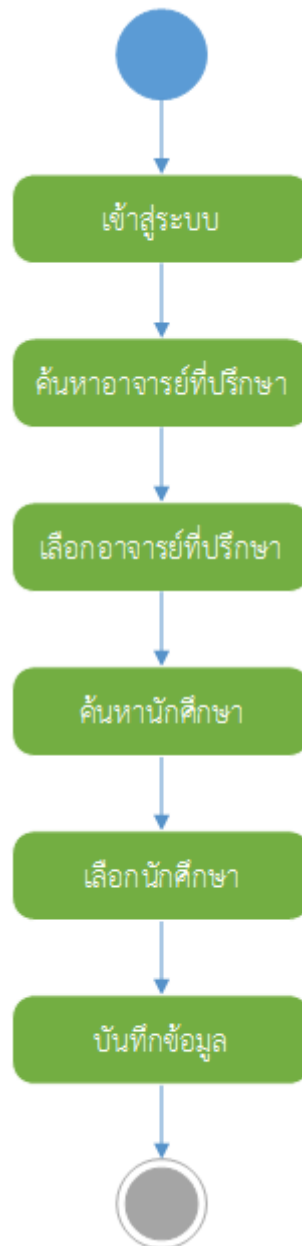 เข้าสู่ระบบ
ค้นหาอาจารย์ที่ปรึกษา
เลือกอาจารย์ที่ปรึกษา
ค้นหานักศึกษา
เลือกนักศึกษา
บันทึกข้อมูล